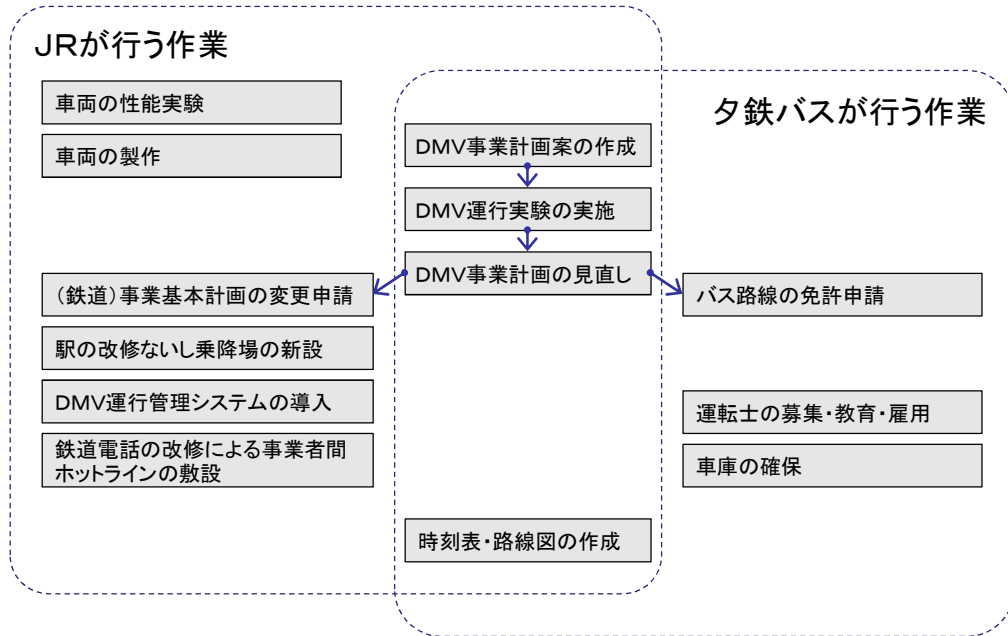 JRが行う作業
夕鉄バスが行う作業
車両の性能実験
車両の製作
DMV事業計画案の作成
DMV運行実験の実施
DMV事業計画の見直し
（鉄道）事業基本計画の変更申請
バス路線の免許申請
駅の改修ないし乗降場の新設
DMV運行管理システムの導入
運転士の募集・教育・雇用
鉄道電話の改修による事業者間
ホットラインの敷設
車庫の確保
時刻表・路線図の作成